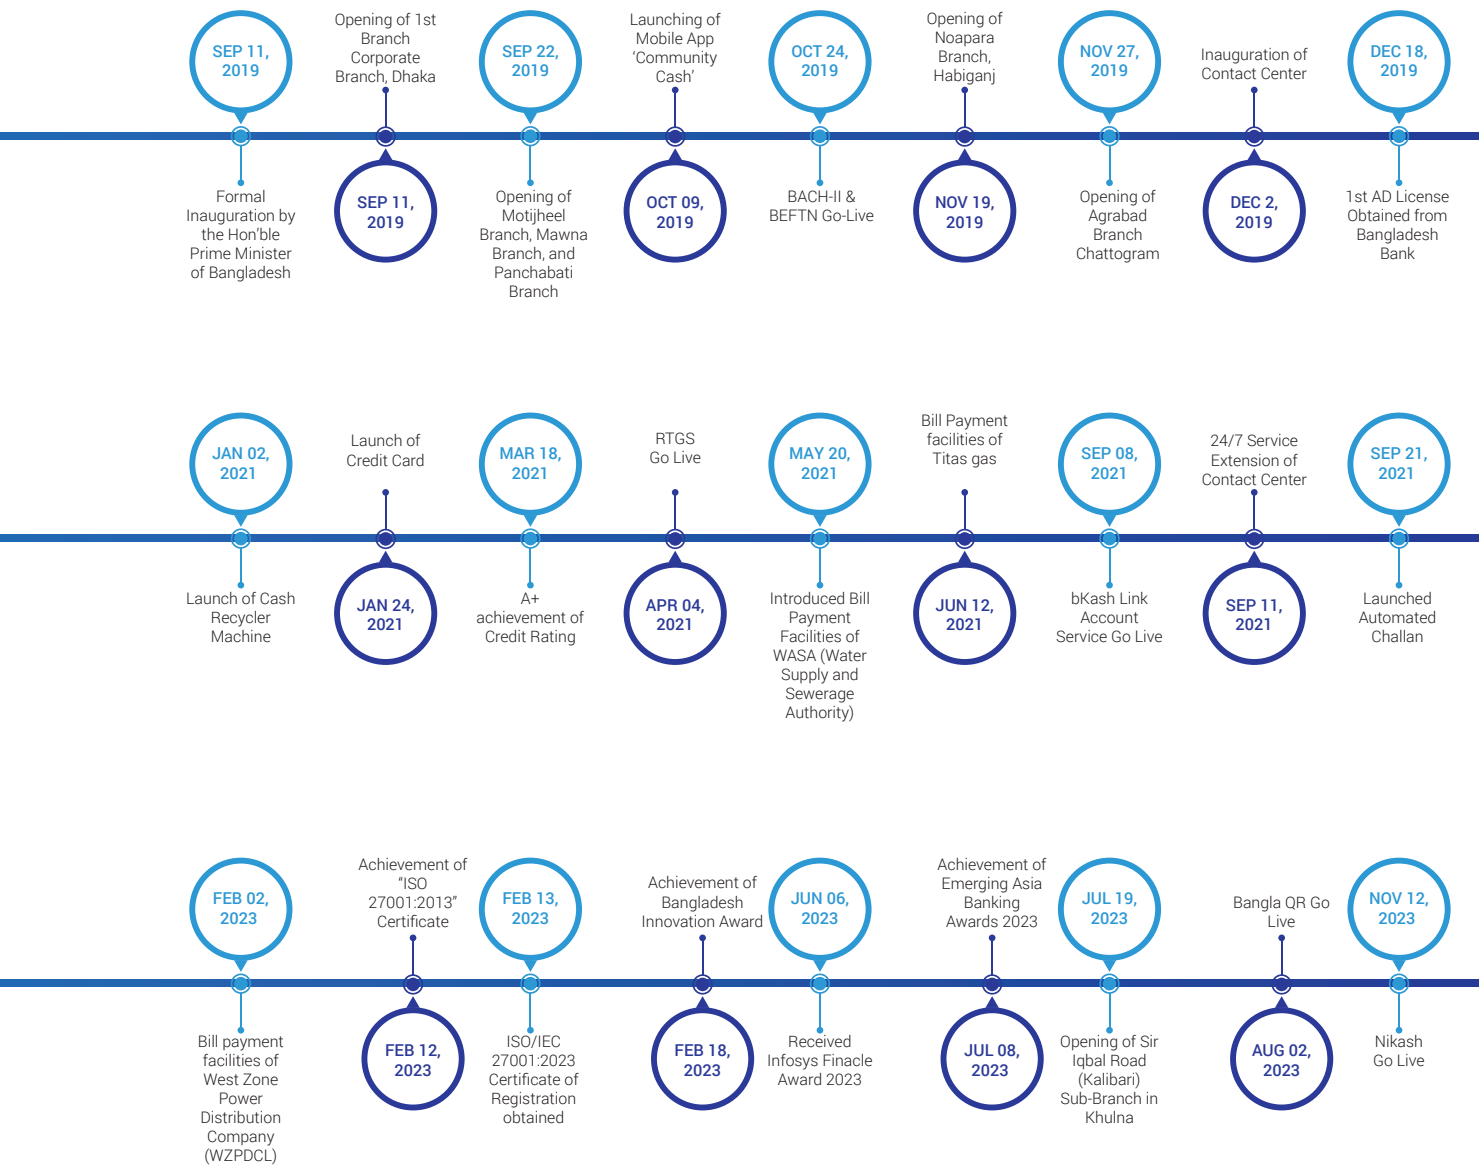 SEP 11,
2019
Formal
Inauguration by
the Hon'ble
Prime Minister
of Bangladesh
Opening of 1st
Branch
Corporate
Branch, Dhaka
SEP 11,
2019
SEP 22,
2019
Opening of
Motijheel
Branch, Mawna
Branch, and
Panchabati
Branch
Launching of
Mobile App
‘Community
Cash’
OCT 09,
2019
OCT 24,
2019
BACH-II &
BEFTN Go-Live
Opening of
Noapara
Branch,
Habiganj
NOV 19,
2019
NOV 27,
2019
Opening of
Agrabad
Branch
Chattogram
Inauguration of
Contact Center
DEC 2,
2019
DEC 18,
2019
1st AD License
Obtained from
Bangladesh
Bank
JAN 02,
2021
Launch of Cash
Recycler
Machine
Launch of
Credit Card
JAN 24,
2021
MAR 18,
2021
A+
achievement of
Credit Rating
RTGS
Go Live
APR 04,
2021
MAY 20,
2021
Introduced Bill
Payment
Facilities of
WASA (Water
Supply and
Sewerage
Authority)
Bill Payment
facilities of
Titas gas
JUN 12,
2021
SEP 08,
2021
bKash Link
Account
Service Go Live
24/7 Service
Extension of
Contact Center
SEP 11,
2021
SEP 21,
2021
Launched
Automated
Challan
FEB 02,
2023
Bill payment
facilities of
West Zone
Power
Distribution
Company
(WZPDCL)
Achievement of
“ISO
27001:2013”
Certificate
FEB 12,
2023
FEB 13,
2023
ISO/IEC
27001:2023
Certificate of
Registration
obtained
Achievement of
Bangladesh
Innovation Award
FEB 18,
2023
JUN 06,
2023
Received
Infosys Finacle
Award 2023
Achievement of
Emerging Asia
Banking
Awards 2023
JUL 08,
2023
JUL 19,
2023
Opening of Sir
Iqbal Road
(Kalibari)
Sub-Branch in
Khulna
Bangla QR Go
Live
AUG 02,
2023
NOV 12,
2023
Nikash
Go Live